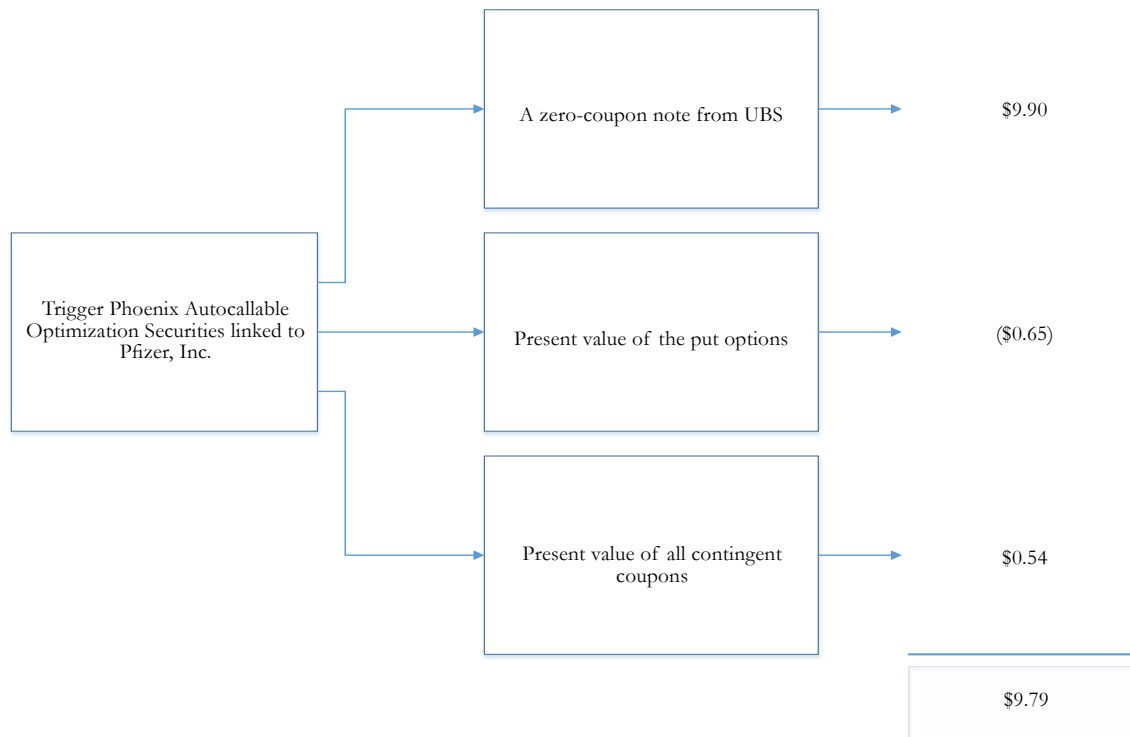 A zero-coupon note from UBS
$9.90
Trigger Phoenix Autocallable
Optimization Securities linked to
Pfizer, Inc.
Present value of the put options
($0.65)
Present value of all contingent
coupons
$0.54
$9.79